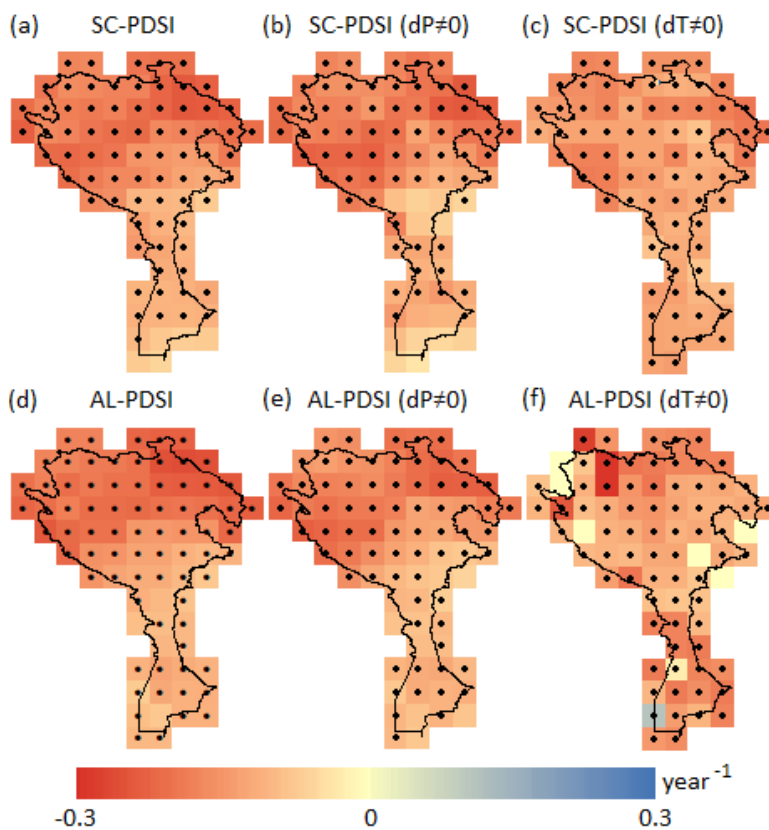 (a) SC-PDSI (b) SC-PDSI (dP≠0) (c) SC-PDSI (dT≠0)
(d) AL-PDSI (e) AL-PDSI (dP≠0) (f) AL-PDSI (dT≠0)
year⁻¹
-0.3 0 0.3